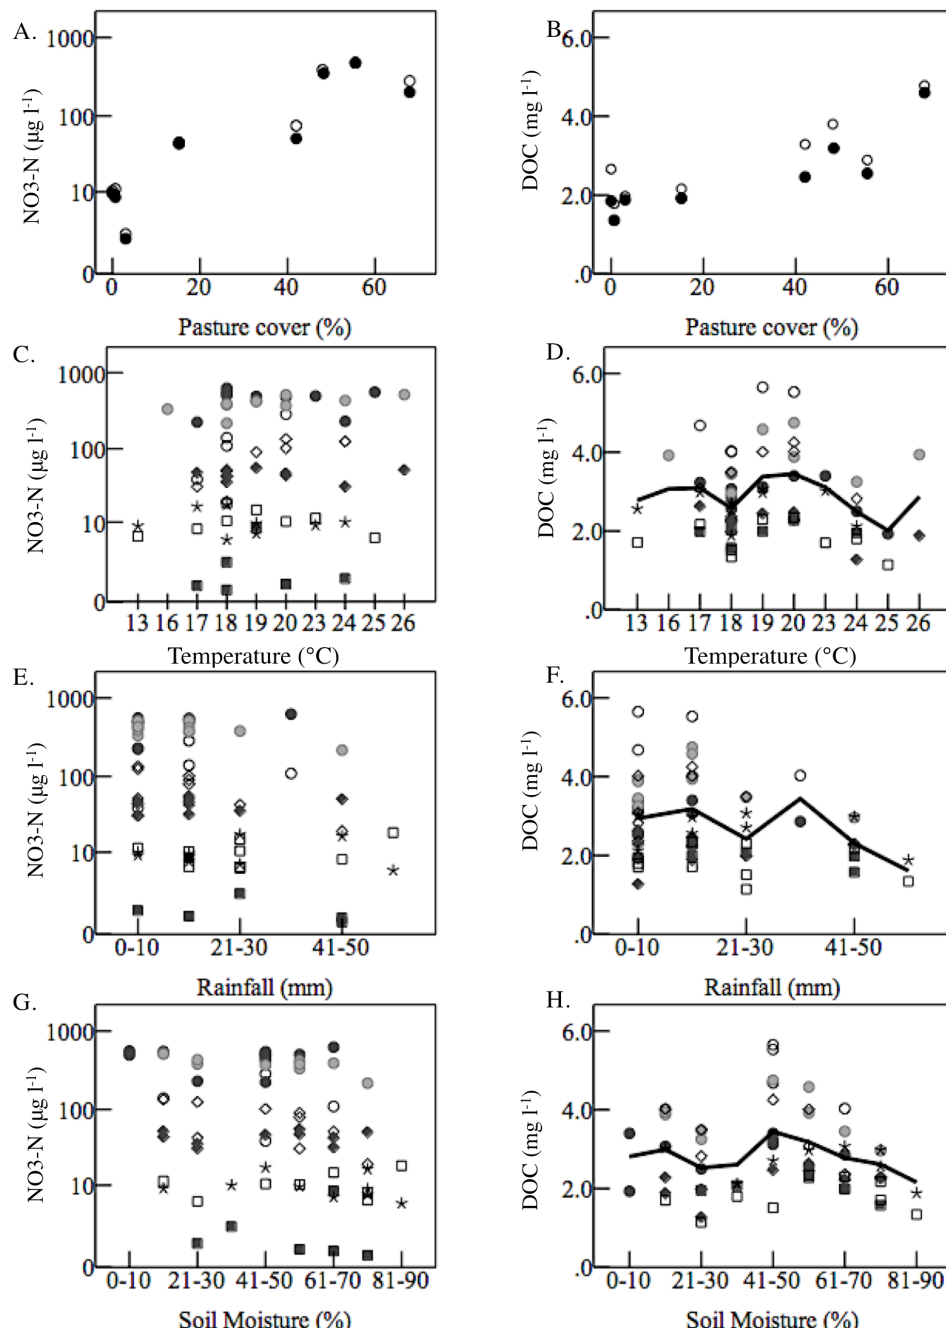 A.
1000
100
10
0
NO3-N (µg l-1)
0 20 40 60
Pasture cover (%)
B.
6.0
4.0
2.0
.0
DOC (mg l-1)
0 20 40 60
Pasture cover (%)
C.
1000
100
10
0
NO3-N (µg l-1)
13 16 17 18 19 20 23 24 25 26
Temperature (°C)
D.
6.0
4.0
2.0
.0
DOC (mg l-1)
13 16 17 18 19 20 23 24 25 26
Temperature (°C)
E.
1000
100
10
0
NO3-N (µg l-1)
0-10 21-30 41-50
Rainfall (mm)
F.
6.0
4.0
2.0
.0
DOC (mg l-1)
0-10 21-30 41-50
Rainfall (mm)
G.
1000
100
10
0
NO3-N (µg l-1)
0-10 21-30 41-50 61-70 81-90
Soil Moisture (%)
H.
6.0
4.0
2.0
.0
DOC (mg l-1)
0-10 21-30 41-50 61-70 81-90
Soil Moisture (%)